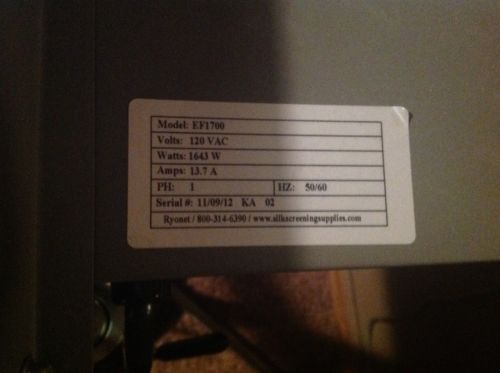 Model: EF1700
Volts: 120 VAC
Watts: 1643 W
Amps: 13.7 A
PH: 1 HZ: 50/60
Serial #: 11/09/12 KA 02
Ryonet / 800-314-6390 / www.silkscreeningsupplies.com